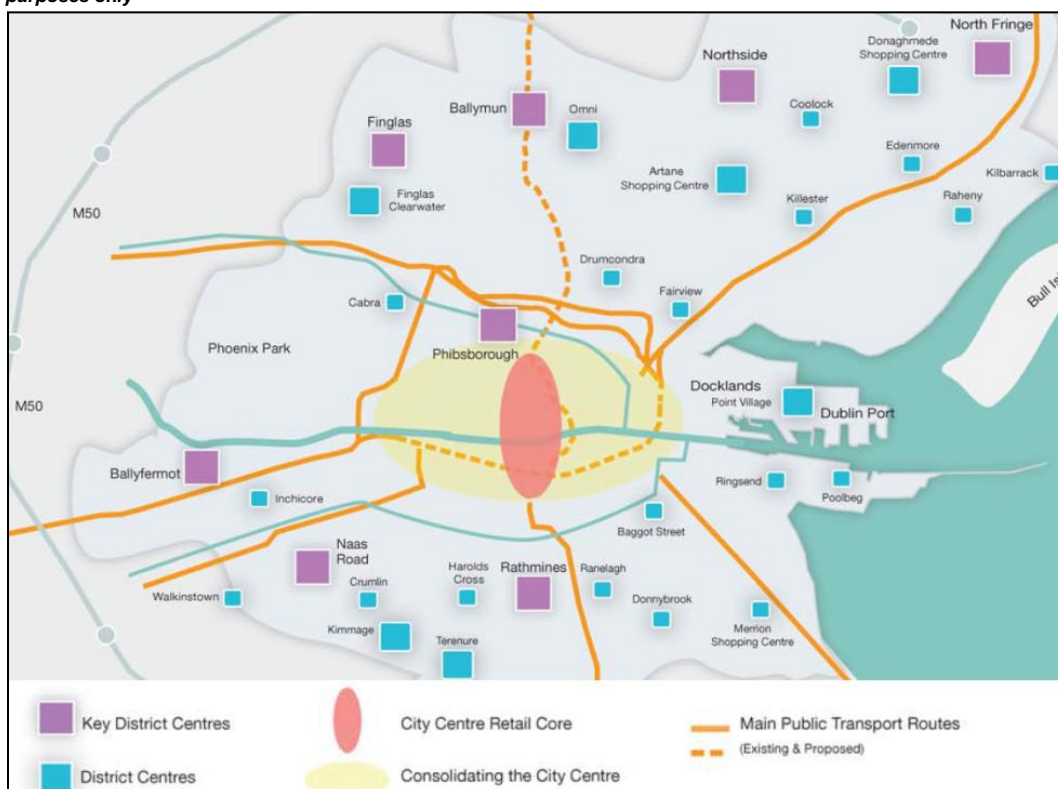 purposes only
North Fringe
Donaghmede
Shopping Centre
Northside
Ballymun
Omni
Coolock
Finglas
Edenmore
Artane
Shopping Centre
Kilbarrack
Finglas
Clearwater
Killester
Raheny
M50
Drumcondra
Fairview
Cabra
Bull Isl
Phoenix Park
Phibsborough
Docklands
Point Village
M50
Dublin Port
Ballyfermot
Ringsend
Poolbeg
Inchicore
Baggot Street
Naas
Road
Harolds
Cross
Rathmines
Ranelagh
Crumlin
Walkinstown
Donnybrook
Kimmage
Terenure
Merrion
Shopping Centre
Key District Centres
City Centre Retail Core
Main Public Transport Routes
(Existing & Proposed)
District Centres
Consolidating the City Centre